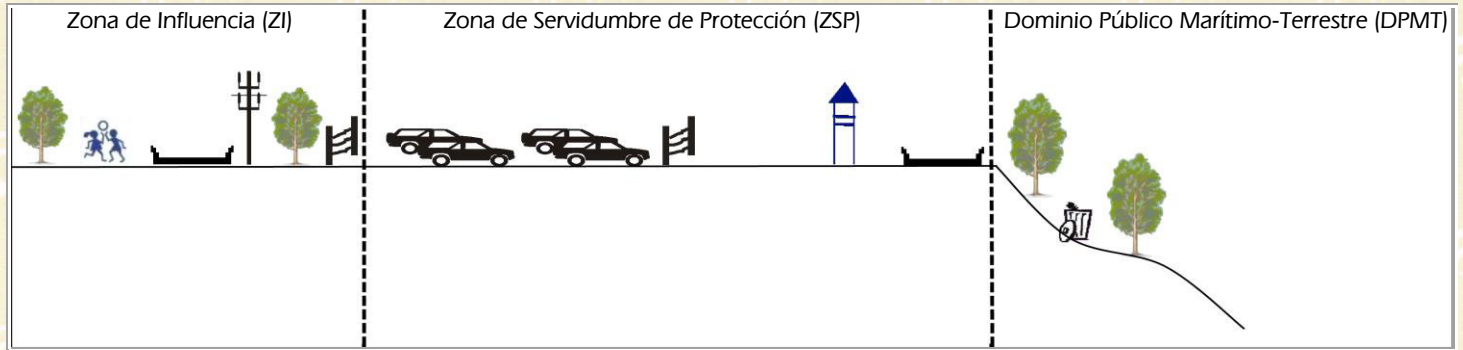 Zona de Influencia (ZI)
Zona de Servidumbre de Protección (ZSP)
Dominio Público Marítimo-Terrestre (DPMT)